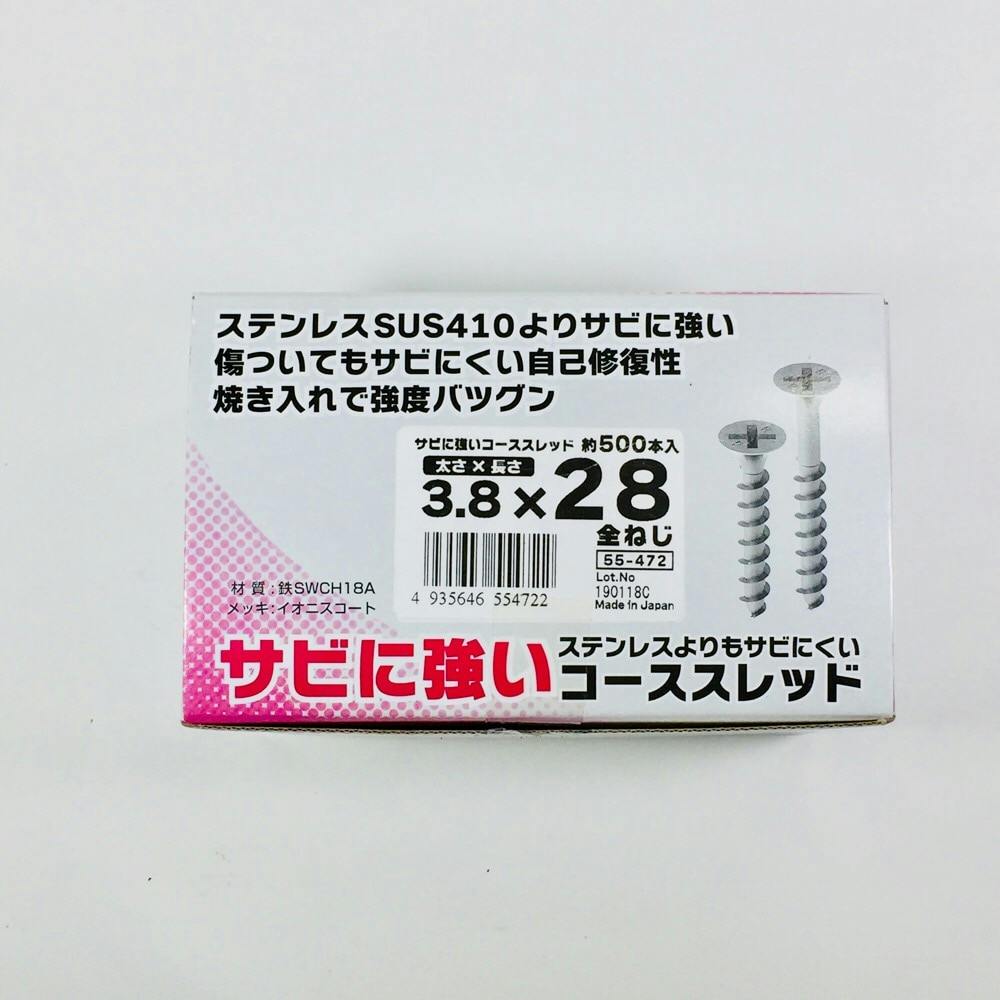 ステンレスSUS410よりサビに強い
傷ついてもサビにくい自己修復性
焼き入れで強度バツグン
サビに強いコーススレッド 約500本入
太さ×長さ
3.8×28
全ねじ
55-472
Lot.No
190118C
Made in Japan
4 935646 554722
材質:鉄SWCH18A
メッキ:イオニスコート
サビに強い
ステンレスよりもサビにくい
コーススレッド